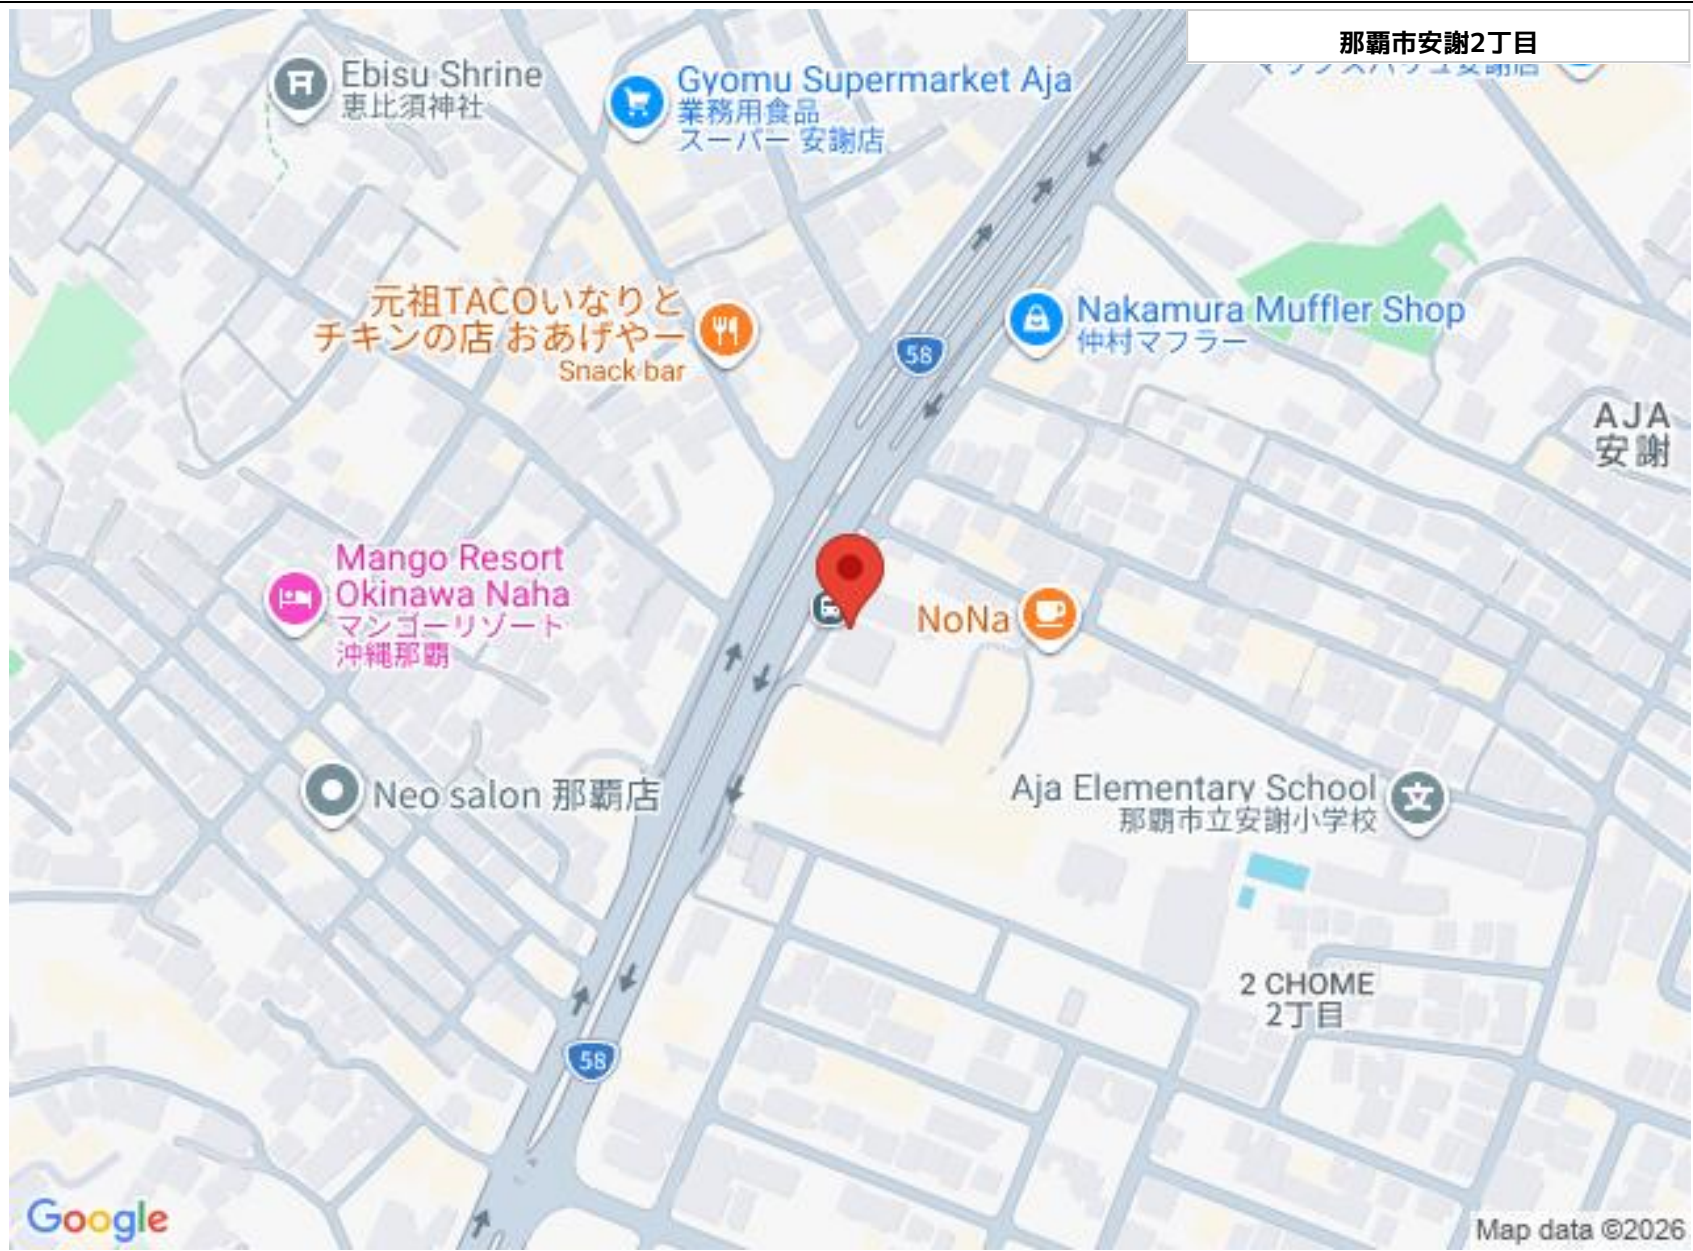 那覇市安謝2丁目
Ebisu Shrine
恵比須神社
Gyomu Supermarket Aja
業務用食品
スーパー 安謝店
元祖TACOいなりと
チキンの店 おあげやー
Snack bar
58
Nakamura Muffler Shop
仲村マフラー
AJA
安謝
Mango Resort
Okinawa Naha
マンゴーリゾート
沖縄那覇
NoNa
Neo salon 那覇店
Aja Elementary School
那覇市立安謝小学校
文
2 CHOME
2丁目
58
Google
Map data ©2026